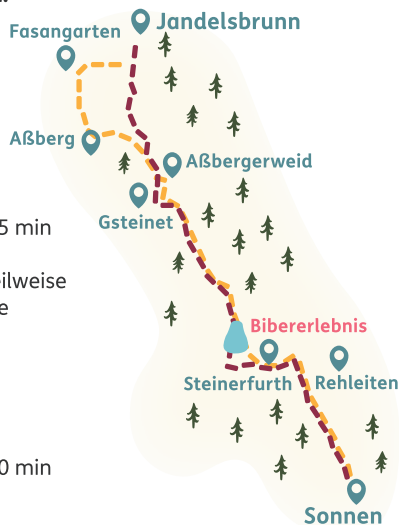 Jandelsbrunn
Fasangarten
Aßberg
Aßbergerweid
Gsteinet
5 min
eilweise
e
Bibererlebnis
Steinerfurth
Rehleiten
0 min
Sonnen